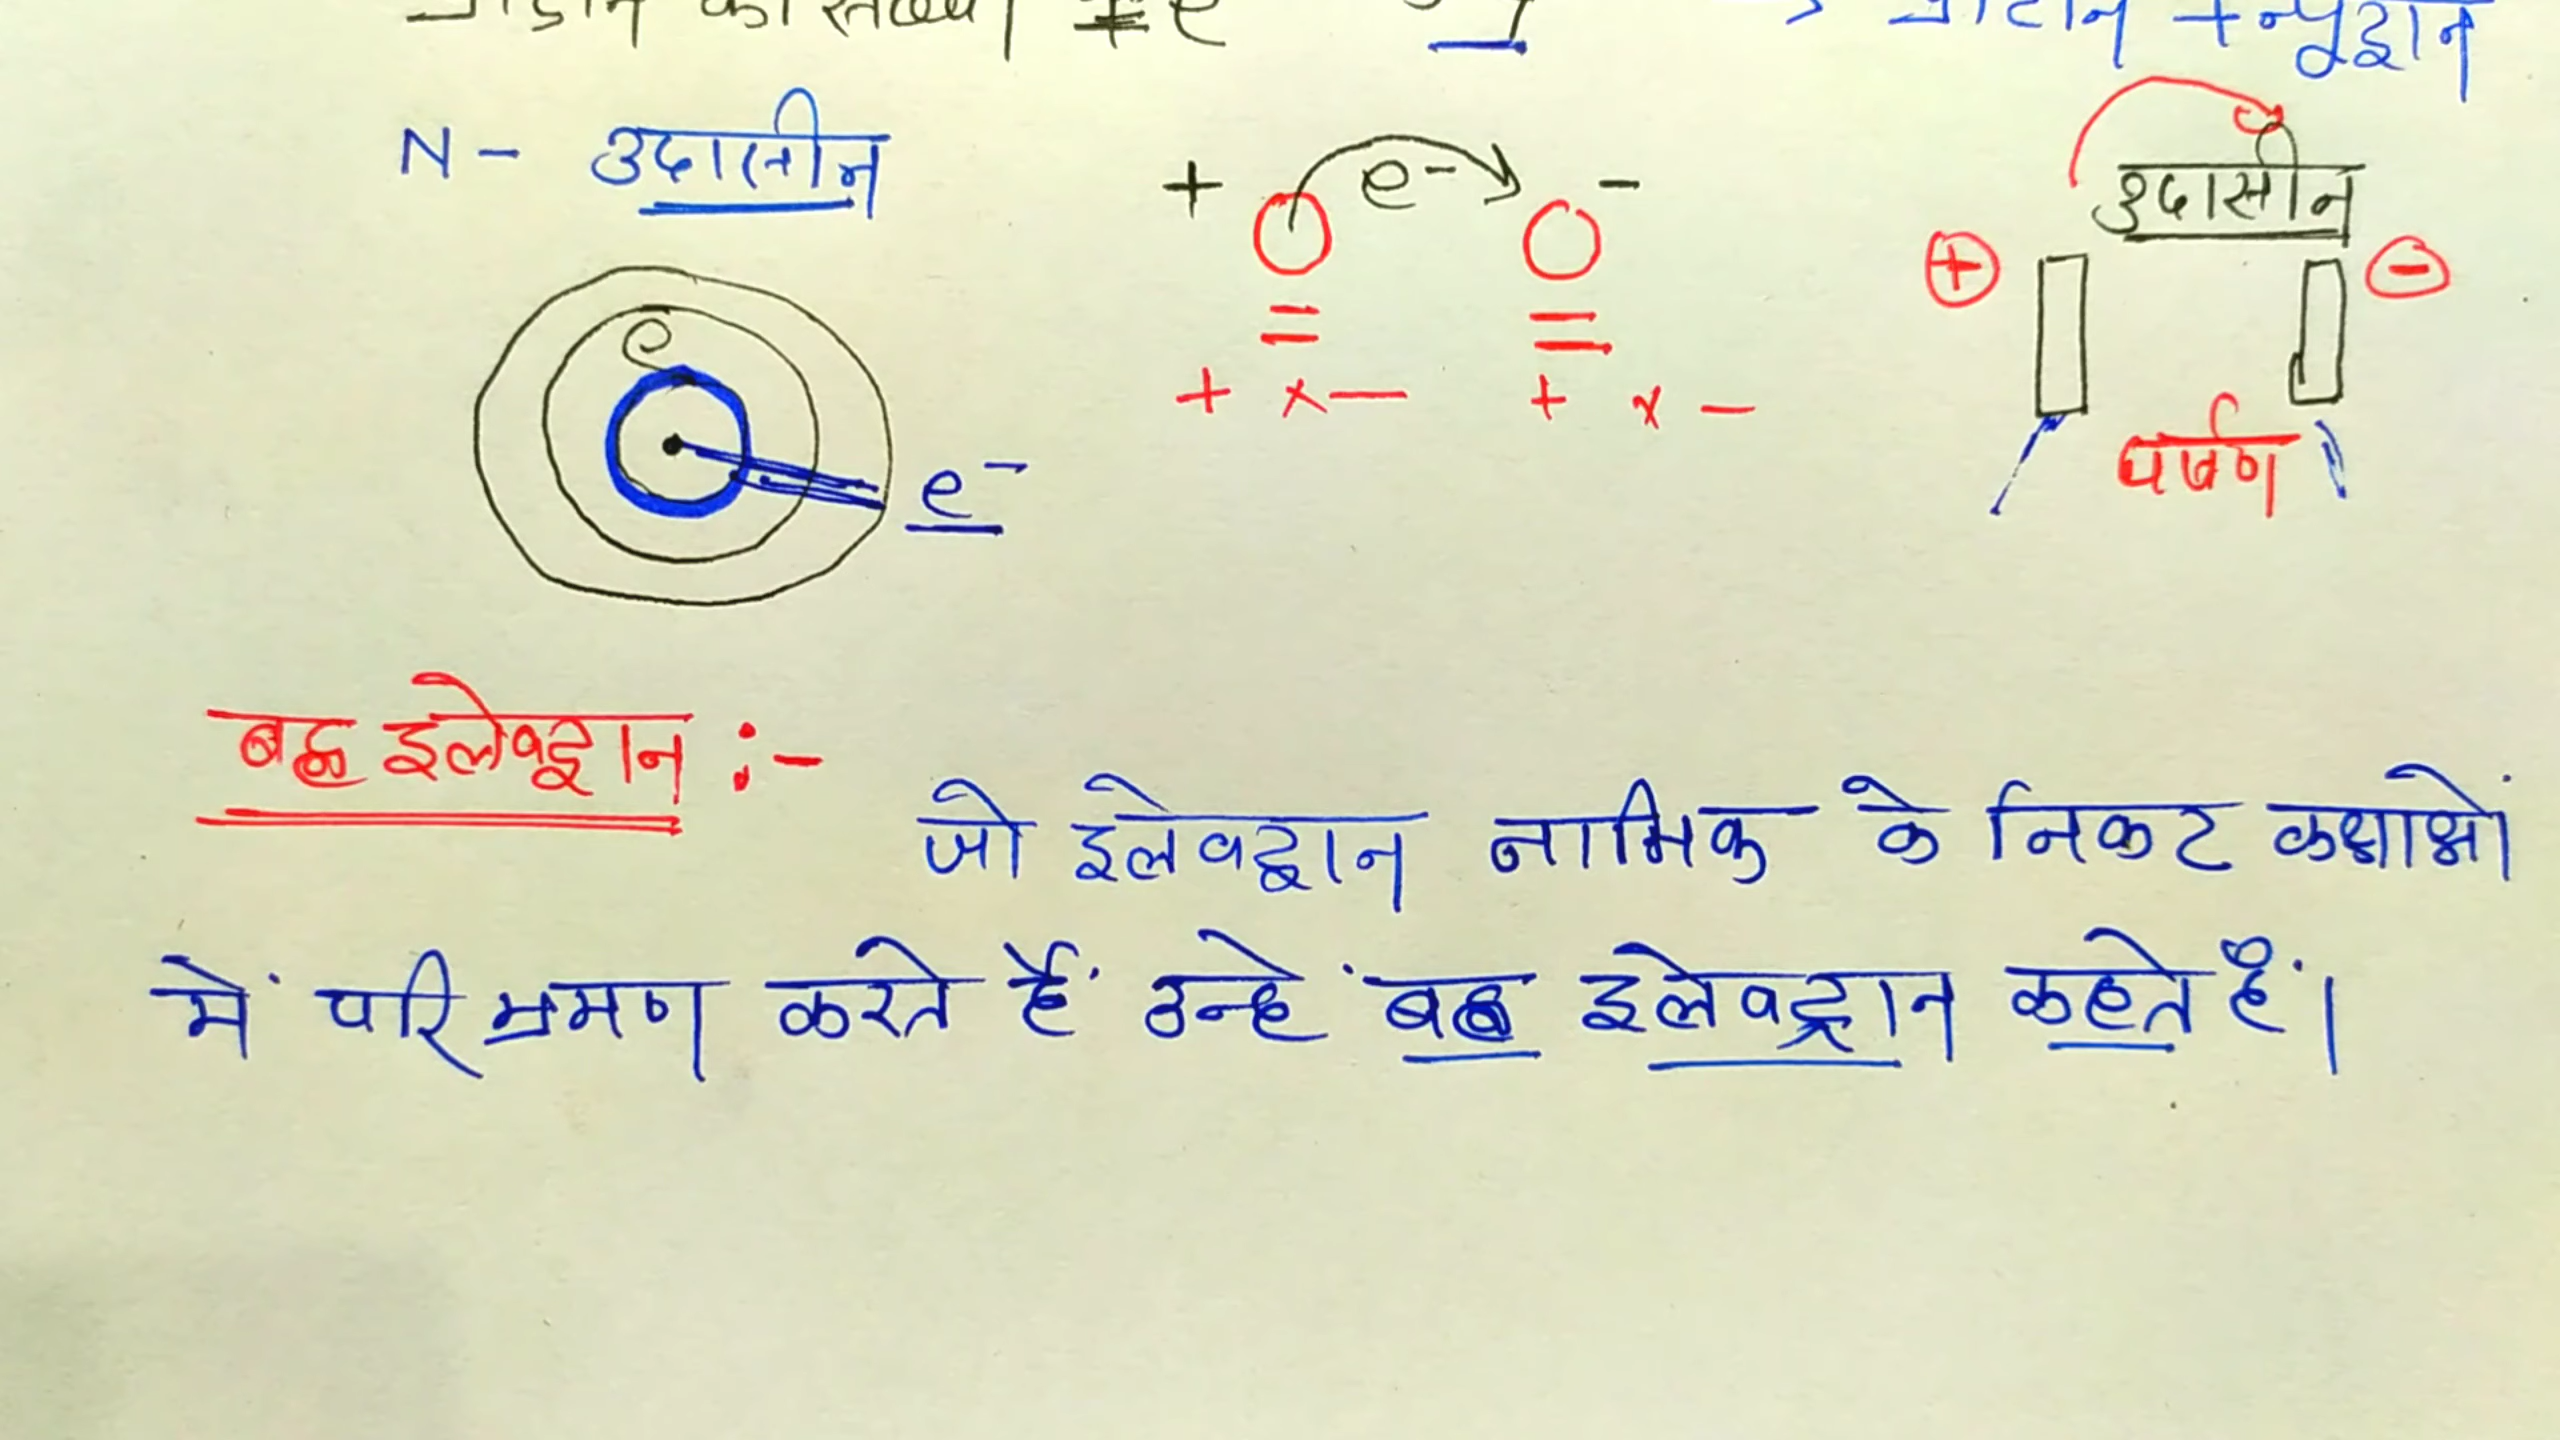 की संख्या = e
+ न्यूट्रान
N - उदासीन
+ e- -
उदासीन
+ -
e
e-
+ x - + x -
घर्षण
बद्ध इलेक्ट्रान :-
जो इलेक्ट्रान नाभिक के निकट कक्षाओं
में परिभ्रमण करते हैं उन्हे बद्ध इलेक्ट्रान कहते हैं।